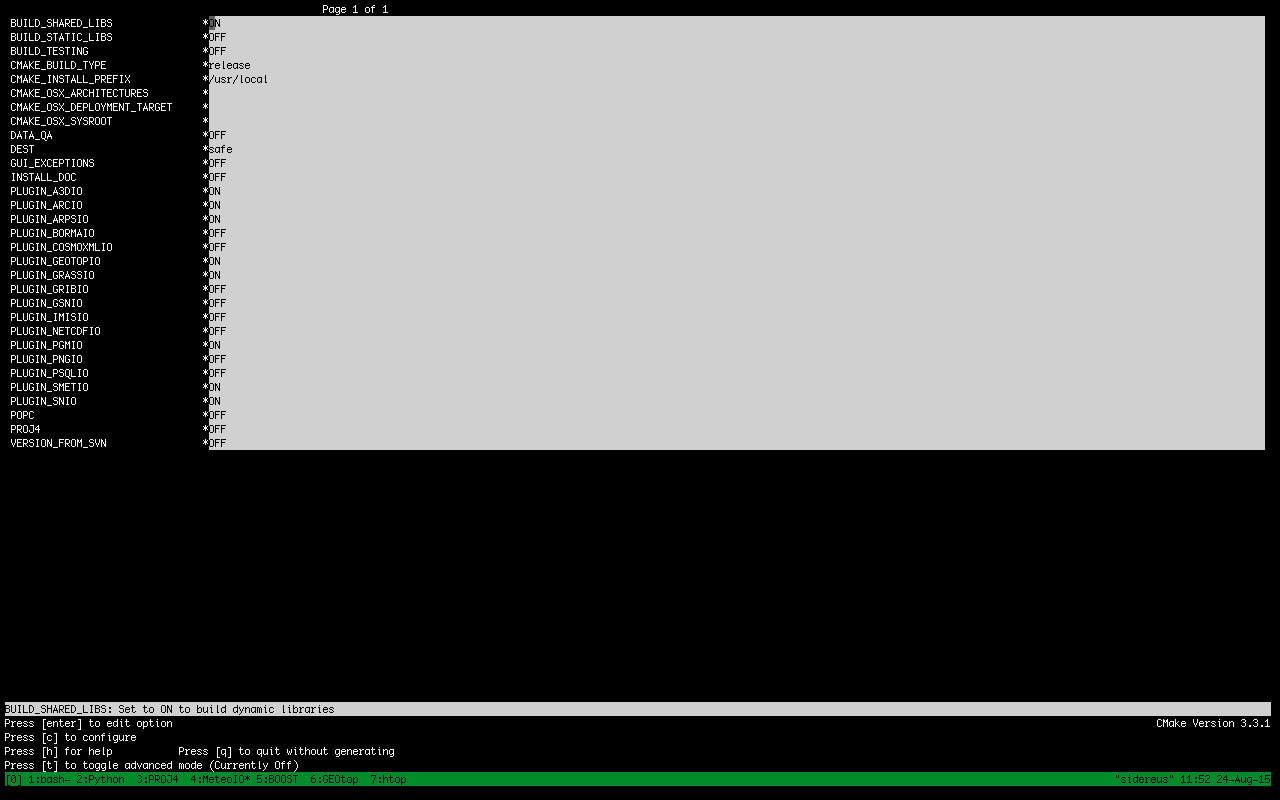 Page 1 of 1
BUILD_SHARED_LIBS *ON
BUILD_STATIC_LIBS *OFF
BUILD_TESTING *OFF
CMAKE_BUILD_TYPE *release
CMAKE_INSTALL_PREFIX */usr/local
CMAKE_OSX_ARCHITECTURES *
CMAKE_OSX_DEPLOYMENT_TARGET *
CMAKE_OSX_SYSROOT *
DATA_QA *OFF
DEST *safe
GUI_EXCEPTIONS *OFF
INSTALL_DOC *OFF
PLUGIN_A3DIO *ON
PLUGIN_ARCIO *ON
PLUGIN_ARPSIO *ON
PLUGIN_BORMAIO *OFF
PLUGIN_COSMOXMLIO *OFF
PLUGIN_GEOTOPIO *ON
PLUGIN_GRASSIO *ON
PLUGIN_GRIBIO *OFF
PLUGIN_GSNIO *OFF
PLUGIN_IMISIO *OFF
PLUGIN_NETCDFIO *OFF
PLUGIN_PGMIO *ON
PLUGIN_PNGIO *OFF
PLUGIN_PSQLIO *OFF
PLUGIN_SMETIO *ON
PLUGIN_SNIO *ON
POPC *OFF
PROJ4 *OFF
VERSION_FROM_SVN *OFF
BUILD_SHARED_LIBS: Set to ON to build dynamic libraries
Press [enter] to edit option CMake Version 3.3.1
Press [c] to configure
Press [h] for help Press [q] to quit without generating
Press [t] to toggle advanced mode (Currently Off)
[0] 1:bash- 2:Python 3:PROJ4 4:MeteoIO* 5:BOOST 6:GEOtop 7:htop "sidereus" 11:52 24-Aug-15